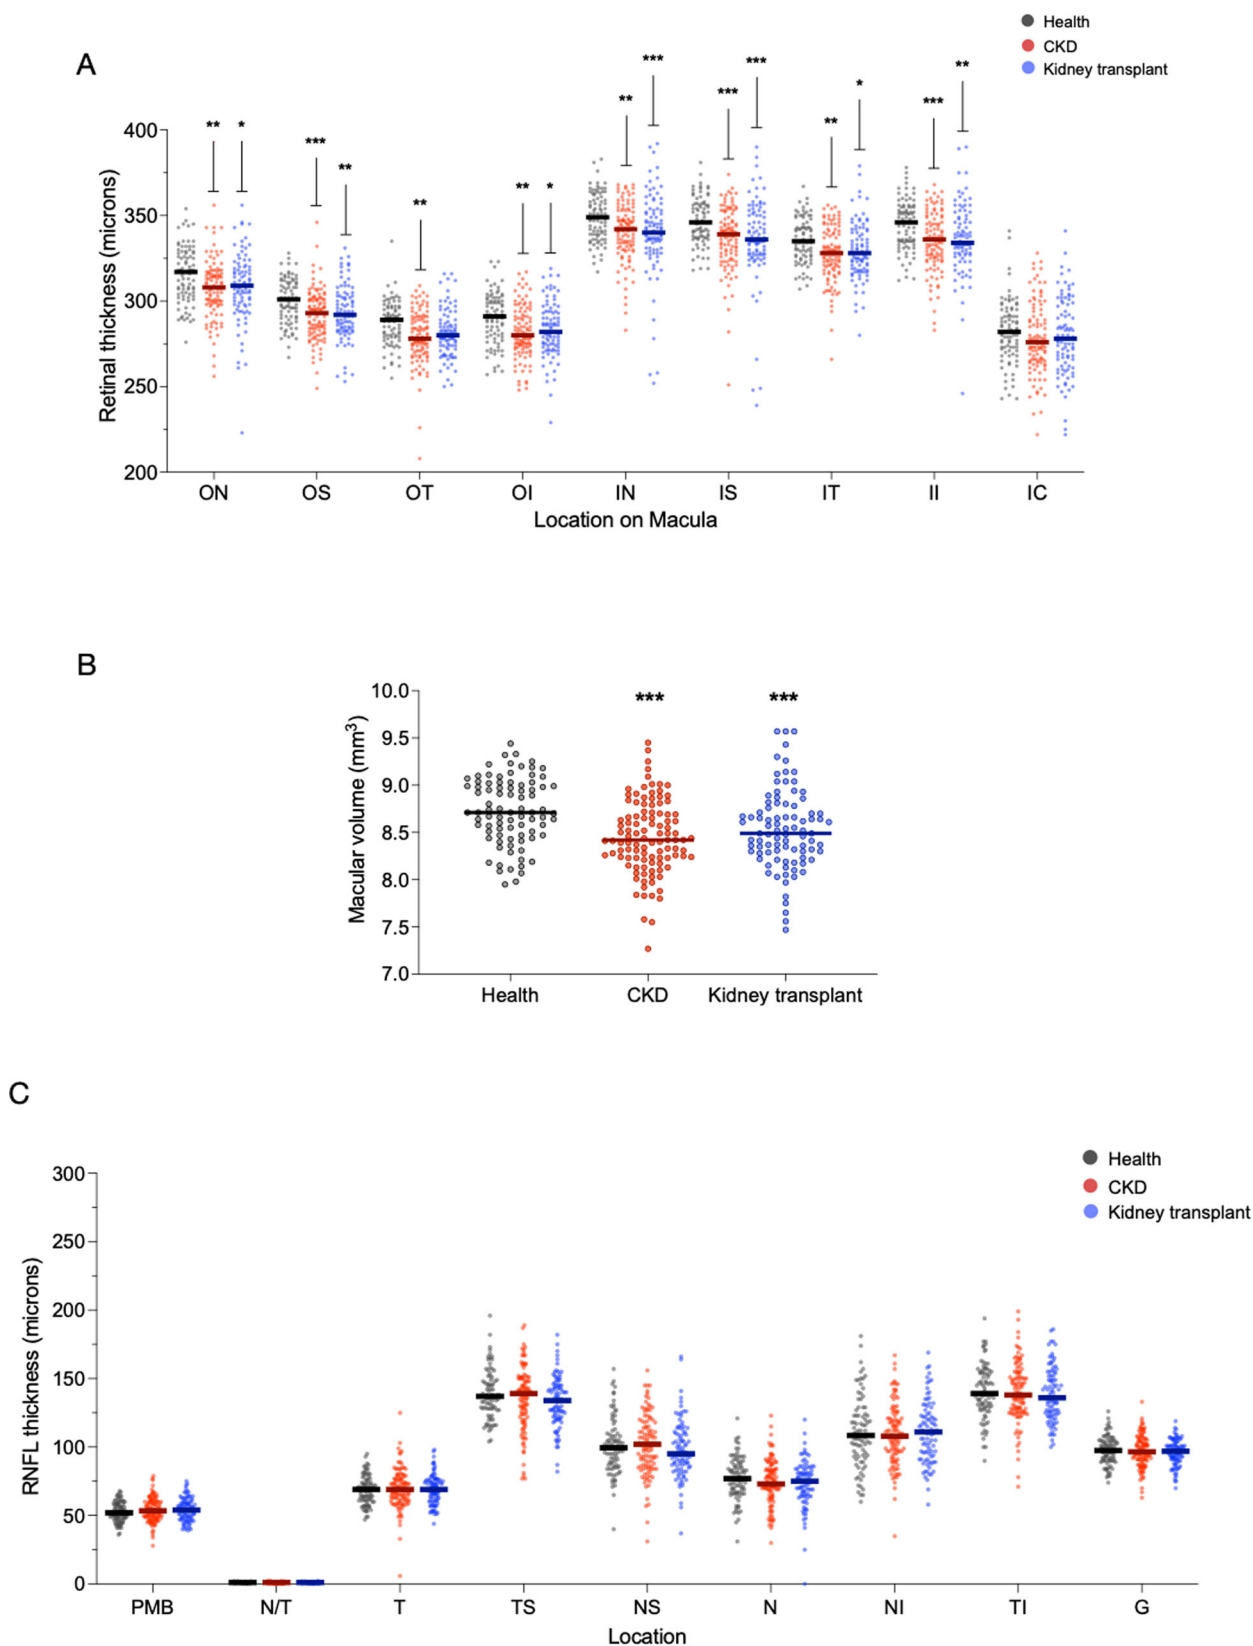 A
Health
CKD
Kidney transplant
** * *** ** ** ** * ** *** *** *** ** * *** **
Retinal thickness (microns)
400
350
300
250
200
ON OS OT OI IN IS IT II IC
Location on Macula
B
*** ***
Macular volume (mm³)
10.0
9.5
9.0
8.5
8.0
7.5
7.0
Health CKD Kidney transplant
C
Health
CKD
Kidney transplant
RNFL thickness (microns)
300
250
200
150
100
50
0
PMB N/T T TS NS N NI TI G
Location